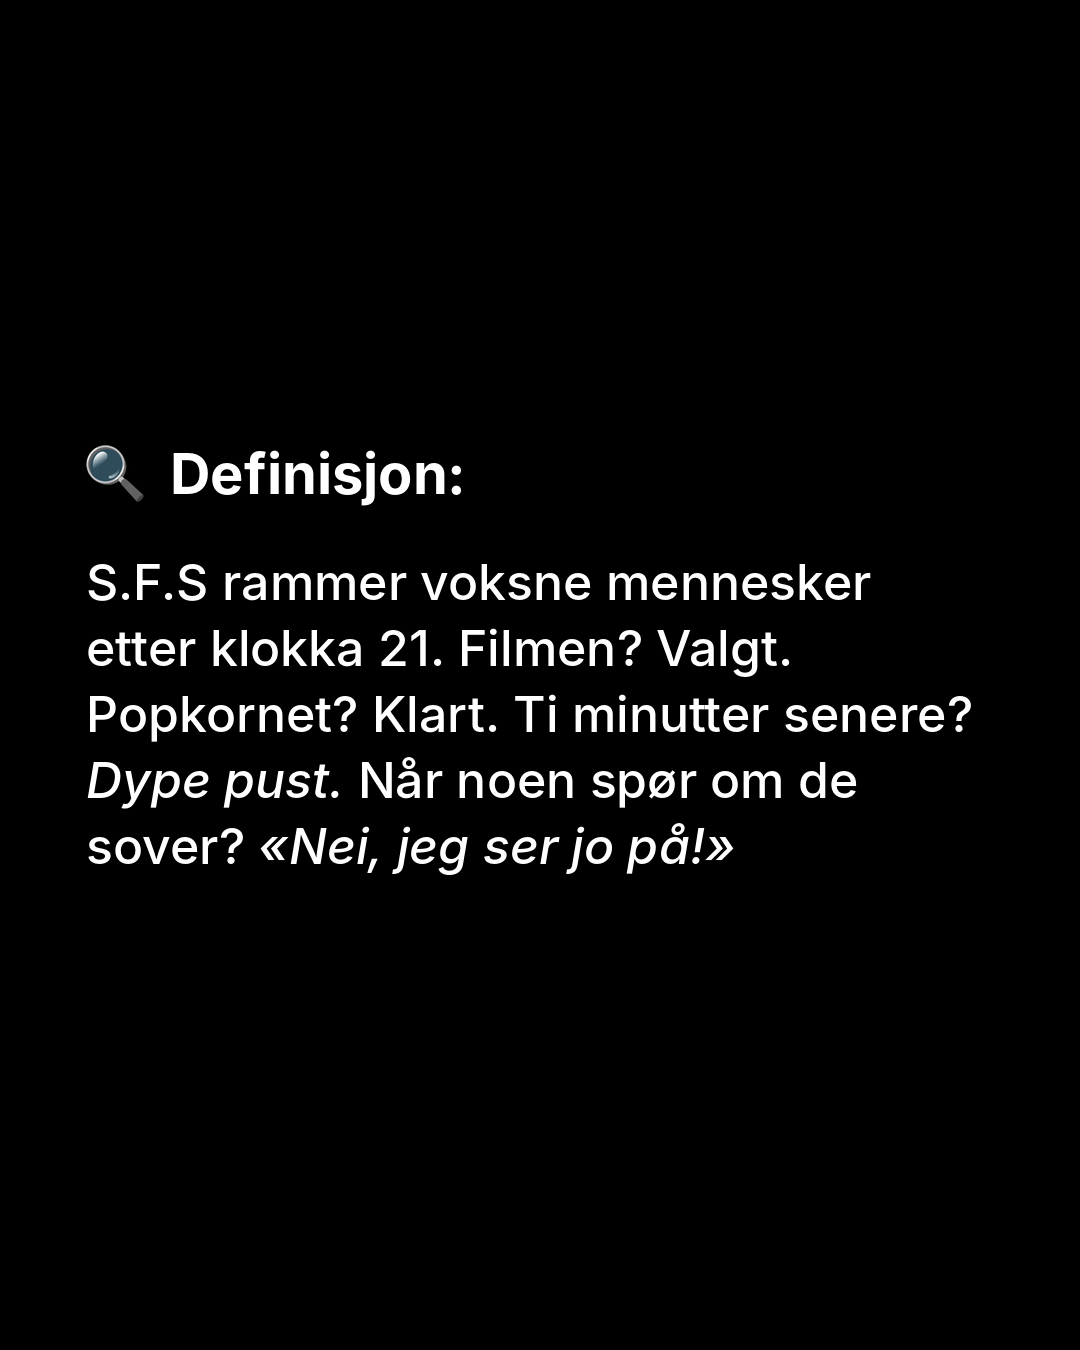 🔍 Definisjon:
S.F.S rammer voksne mennesker
etter klokka 21. Filmen? Valgt.
Popkornet? Klart. Ti minutter senere?
Dype pust. Når noen spør om de
sover? «Nei, jeg ser jo på!»